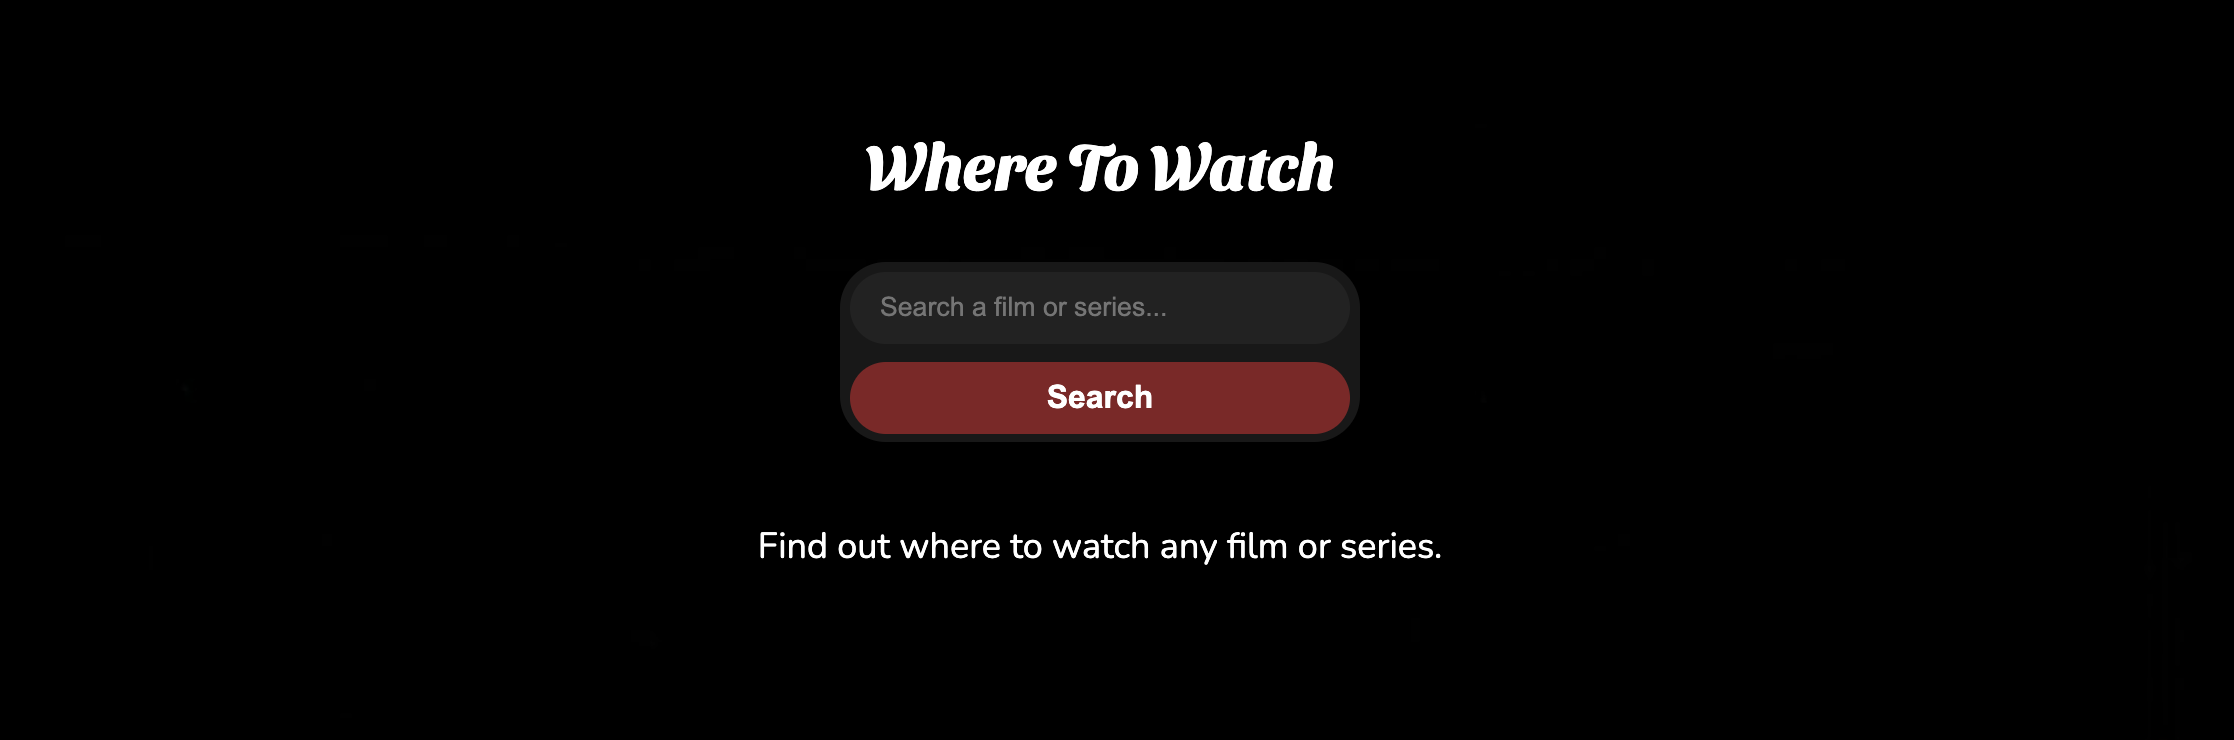 Where To Watch
Search a film or series...
Search
Find out where to watch any film or series.